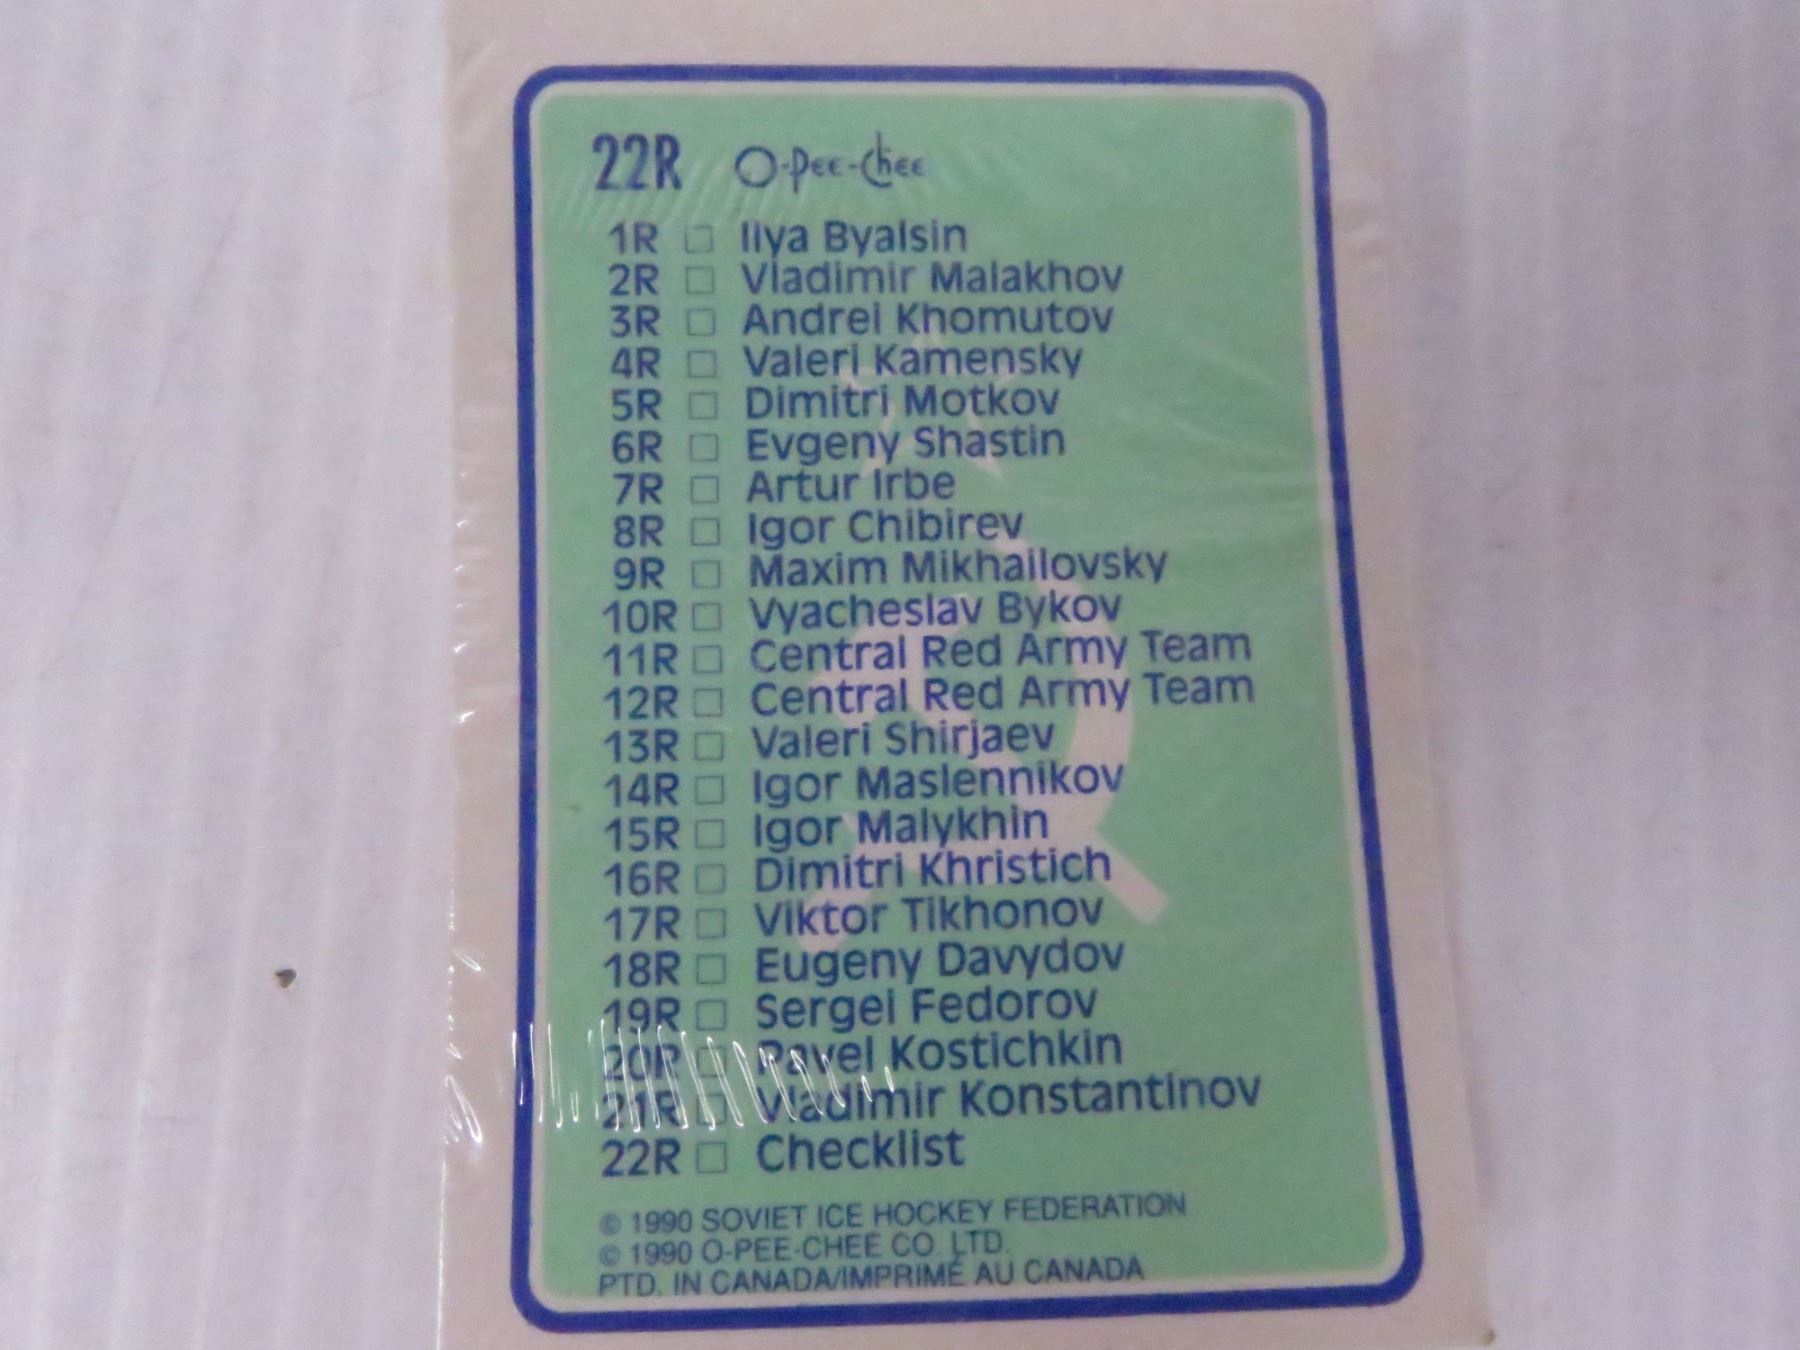 22R O-Pee-Chee
1R □ Ilya Byalsin
2R □ Vladimir Malakhov
3R □ Andrei Khomutov
4R □ Valeri Kamensky
5R □ Dimitri Motkov
6R □ Evgeny Shastin
7R □ Artur Irbe
8R □ Igor Chibirev
9R □ Maxim Mikhailovsky
10R □ Vyacheslav Bykov
11R □ Central Red Army Team
12R □ Central Red Army Team
13R □ Valeri Shirjaev
14R □ Igor Maslennikov
15R □ Igor Malykhin
16R □ Dimitri Khristich
17R □ Viktor Tikhonov
18R □ Eugeny Davydov
19R □ Sergei Fedorov
20R □ Pavel Kostichkin
21R □ Vladimir Konstantinov
22R □ Checklist
© 1990 SOVIET ICE HOCKEY FEDERATION
© 1990 O-PEE-CHEE CO. LTD.
PTD. IN CANADA/IMPRIMÉ AU CANADA